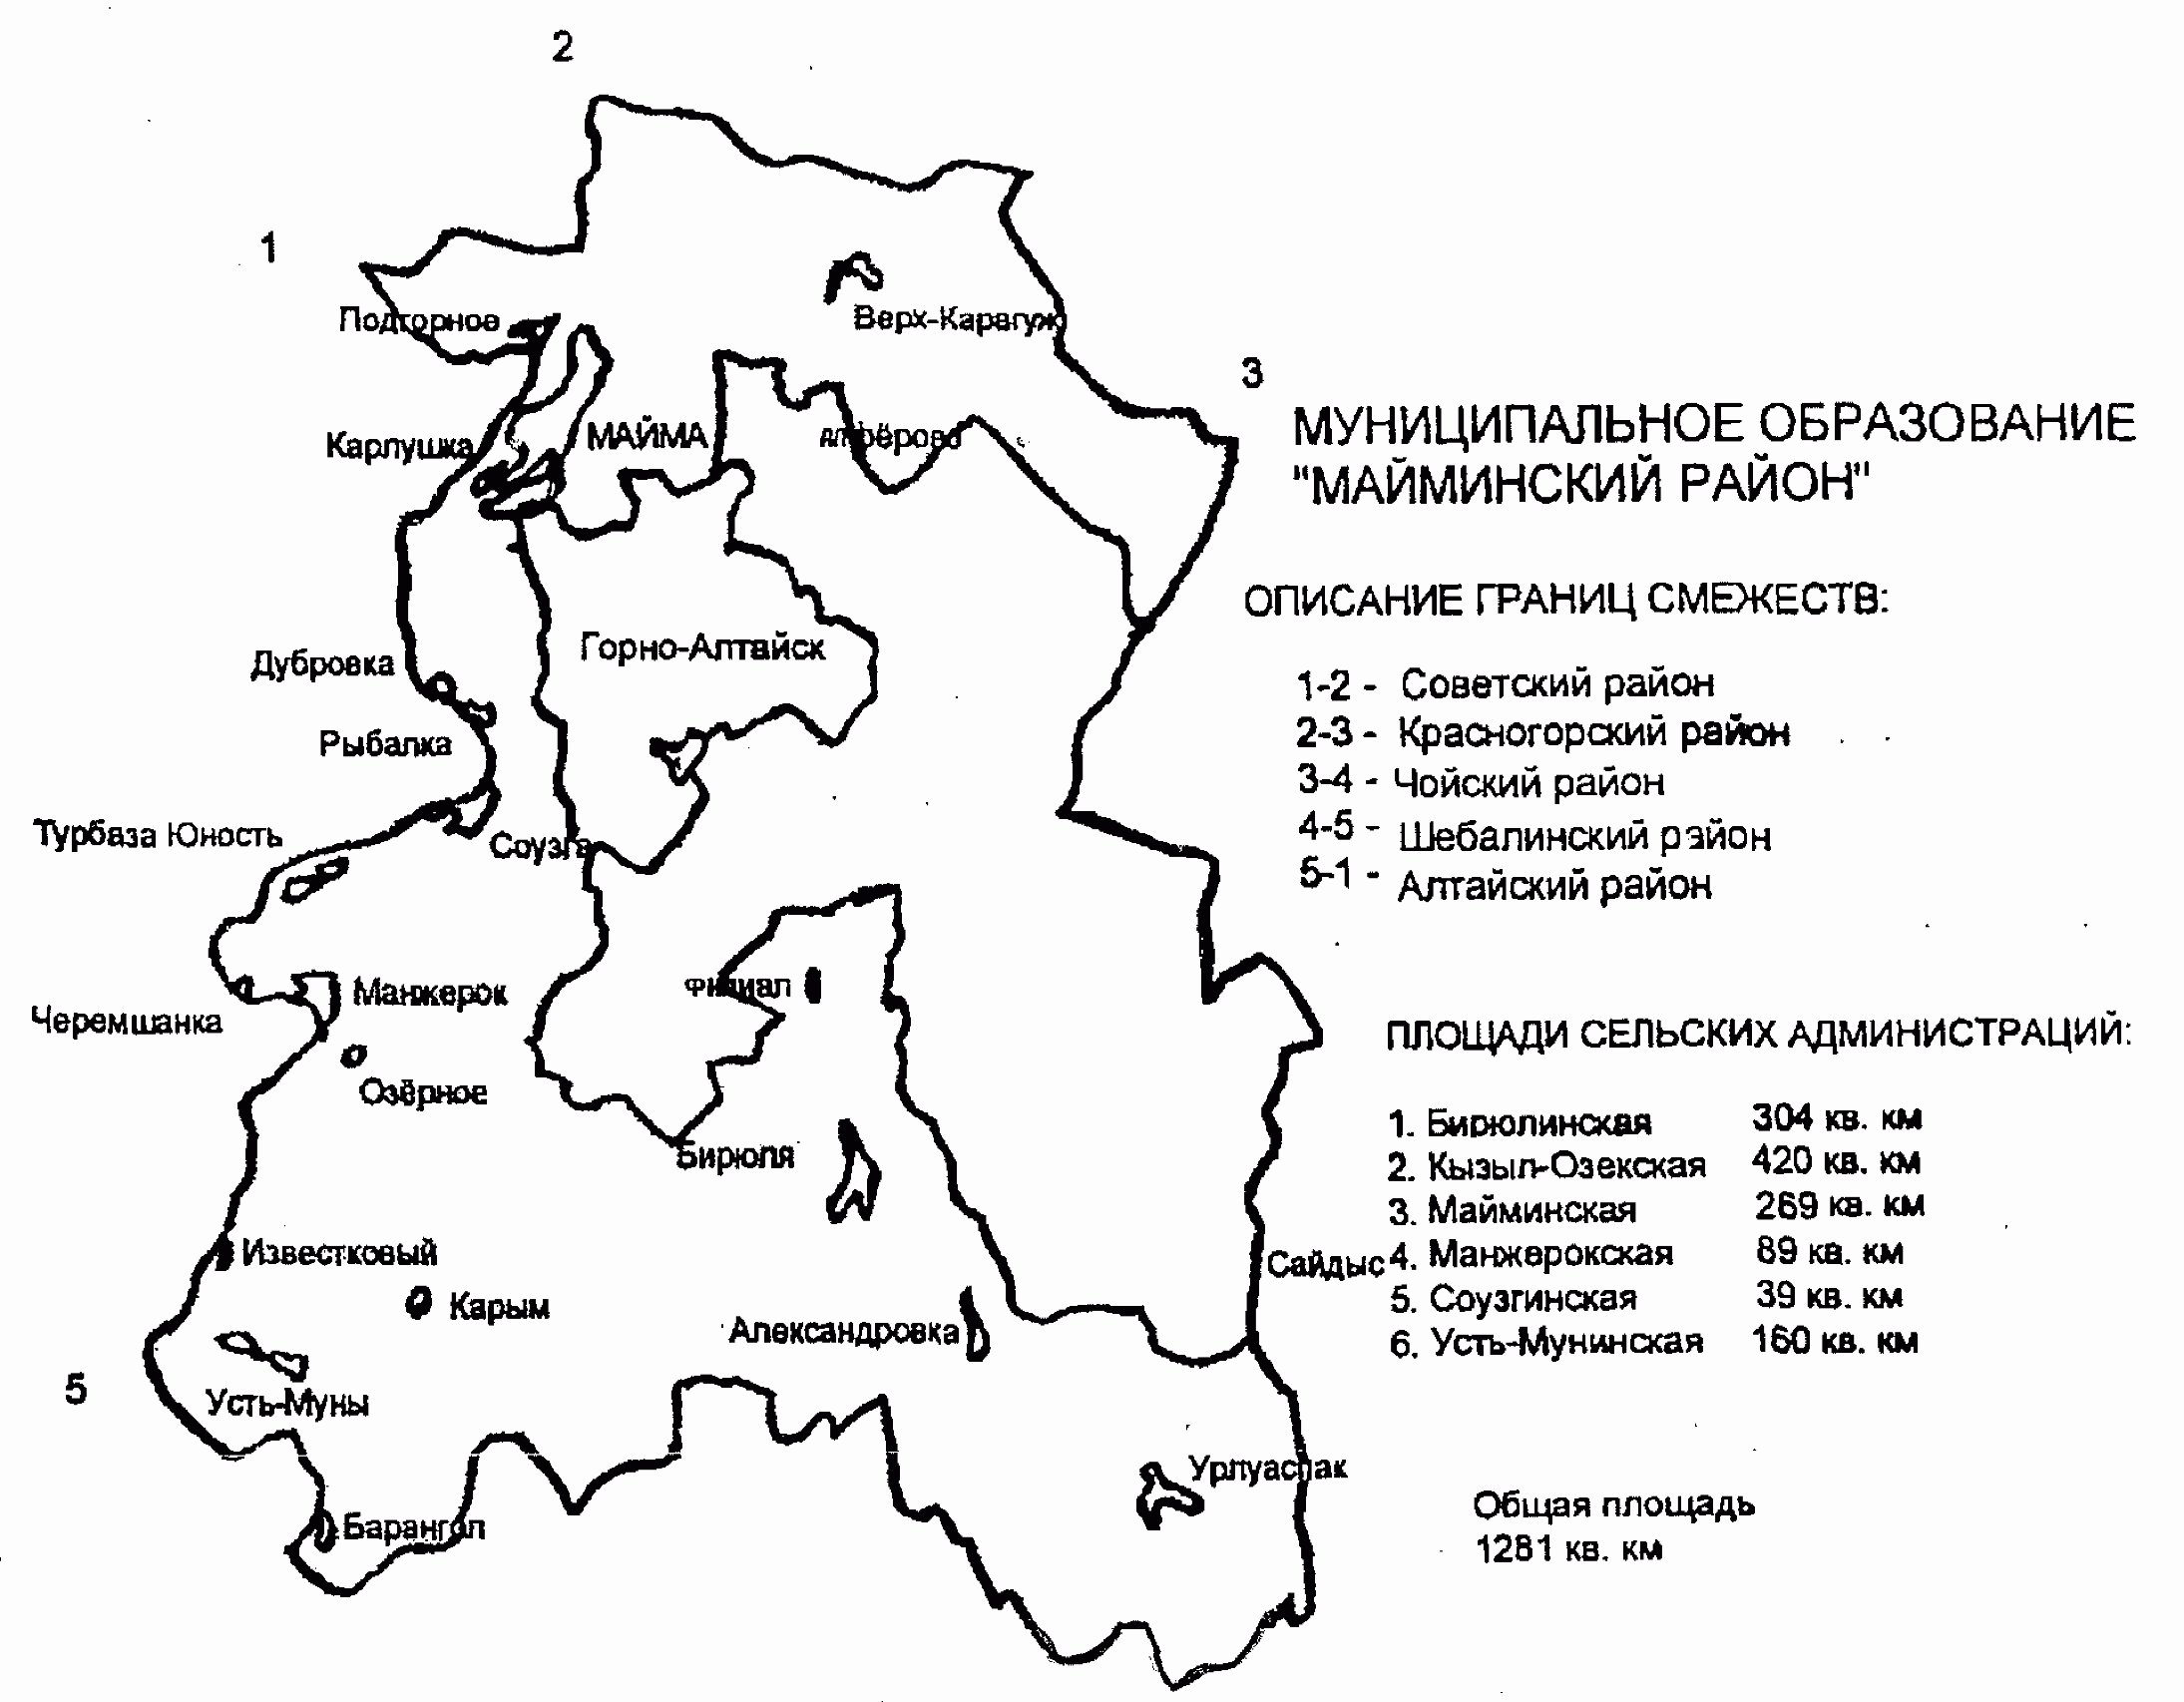 2
1
Подгорное
Верх-Карагуж
3
МУНИЦИПАЛЬНОЕ ОБРАЗОВАНИЕ
"МАЙМИНСКИЙ РАЙОН"
Карлушка
МАЙМА
ОПИСАНИЕ ГРАНИЦ СМЕЖЕСТВ:
Горно-Алтайск
Дубровка
1-2 - Советский район
Рыбалка
2-3 - Красногорский район
3-4 - Чойский район
Турбаза Юность
Соузга
4-5 - Шебалинский район
5-1 - Алтайский район
Филиал
Манжерок
Черемшанка
ПЛОЩАДИ СЕЛЬСКИХ АДМИНИСТРАЦИЙ:
Озёрное
1. Бирюлинская 304 кв. км
Бирюля
2. Кызыл-Озекская 420 кв. км
3. Майминская 269 кв. км
Известковый
Сайдыс
4. Манжерокская 89 кв. км
Карым
5. Соузгинская 39 кв. км
Александровка
6. Усть-Мунинская 160 кв. км
5
Усть-Муны
Урлуаспак
Барангол
Общая площадь
1281 кв. км